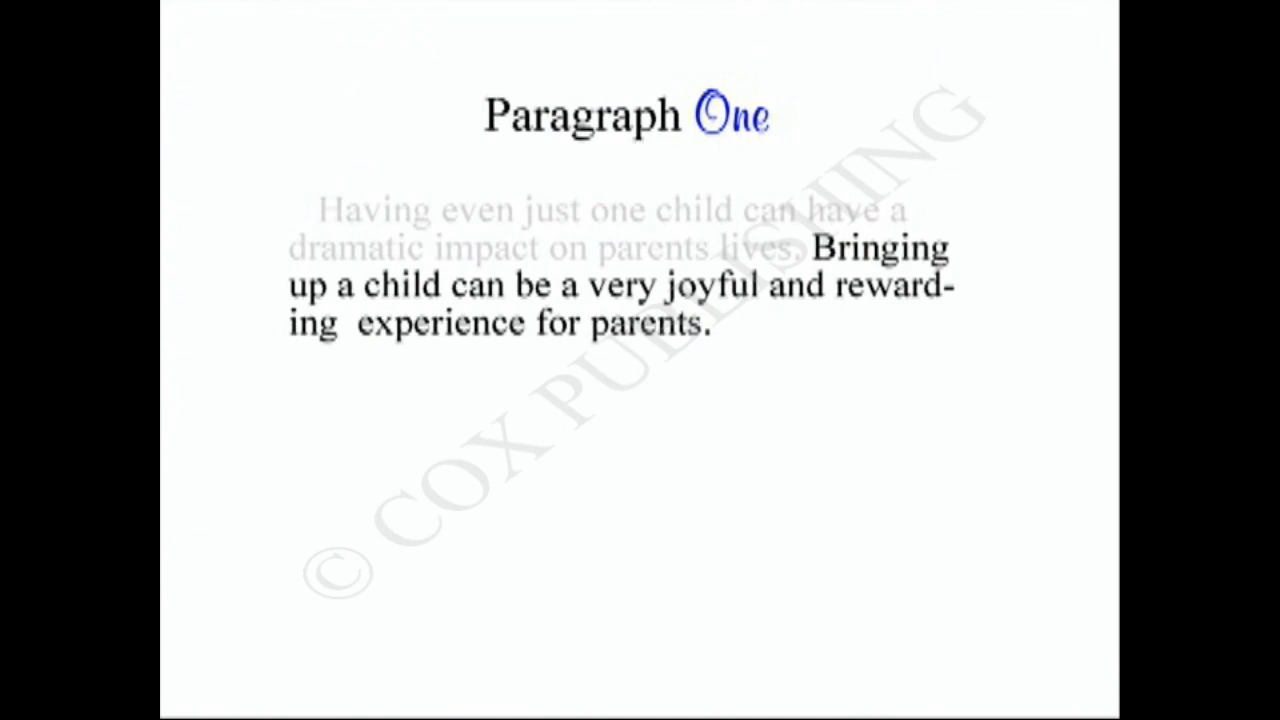 Paragraph One
Having even just one child can have a
dramatic impact on parents lives. Bringing
up a child can be a very joyful and reward-
ing  experience for parents.
© COX PUBLISHING